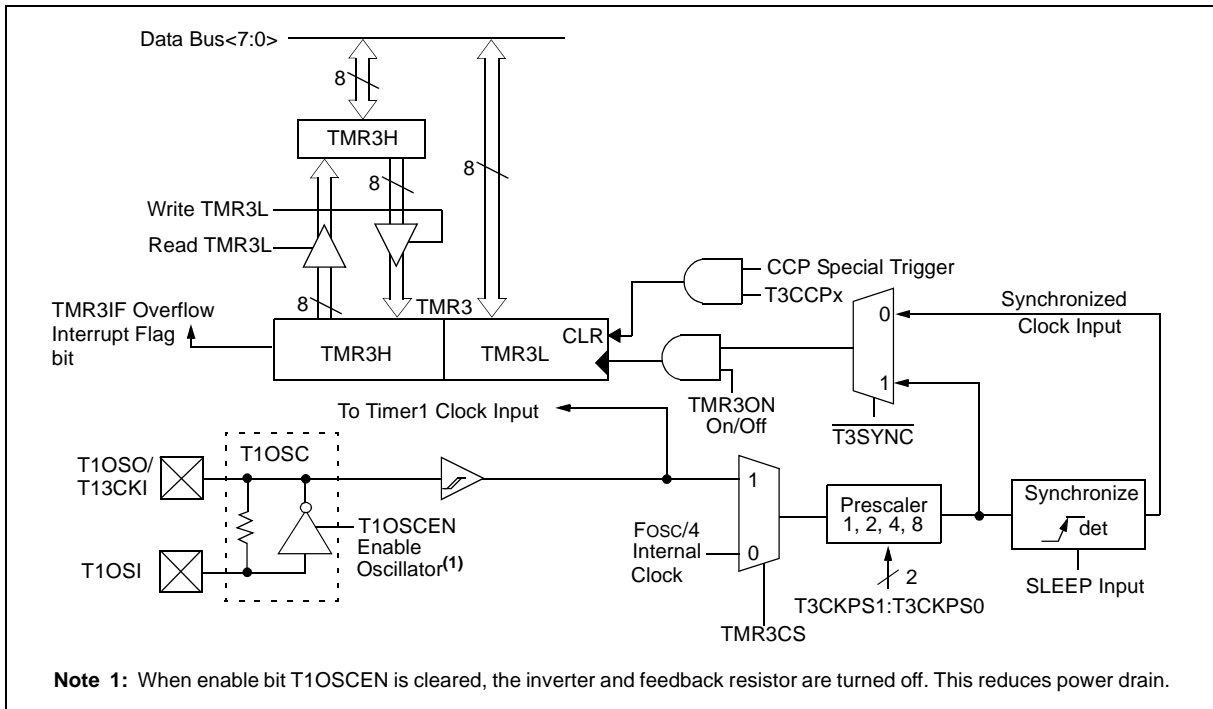 Data Bus<7:0>
8
TMR3H
8
8
Write TMR3L
Read TMR3L
8
TMR3
CCP Special Trigger
T3CCPx
TMR3IF Overflow
Interrupt Flag
bit
TMR3H
TMR3L
CLR
0
1
Synchronized
Clock Input
TMR3ON
On/Off
T3SYNC
To Timer1 Clock Input
T1OSC
T1OSO/
T13CKI
T1OSI
T1OSCEN
Enable
Oscillator(1)
FOSC/4
Internal
Clock
1
0
TMR3CS
Prescaler
1, 2, 4, 8
2
T3CKPS1:T3CKPS0
Synchronize
det
SLEEP Input
Note 1: When enable bit T1OSCEN is cleared, the inverter and feedback resistor are turned off. This reduces power drain.